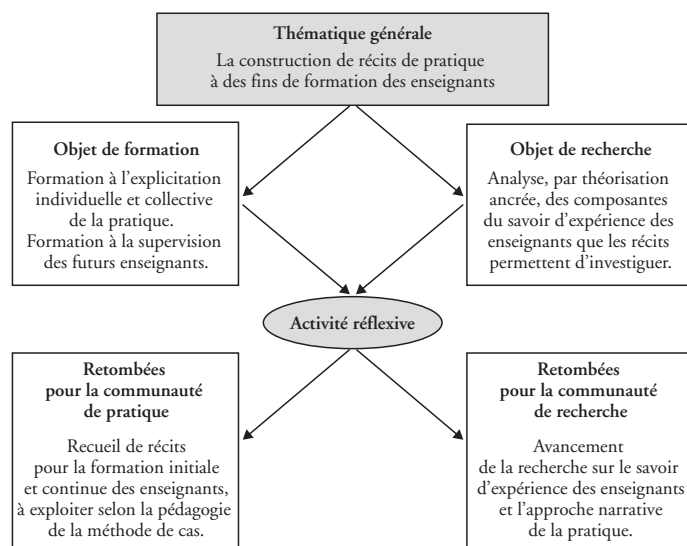 Thématique générale
La construction de récits de pratique
à des fins de formation des enseignants
Objet de formation
Formation à l'explicitation
individuelle et collective
de la pratique.
Formation à la supervision
des futurs enseignants.
Objet de recherche
Analyse, par théorisation
ancrée, des composantes
du savoir d'expérience des
enseignants que les récits
permettent d'investiguer.
Activité réflexive
Retombées
pour la communauté
de pratique
Recueil de récits
pour la formation initiale
et continue des enseignants,
à exploiter selon la pédagogie
de la méthode de cas.
Retombées
pour la communauté
de recherche
Avancement
de la recherche sur le savoir
d'expérience des enseignants
et l'approche narrative
de la pratique.